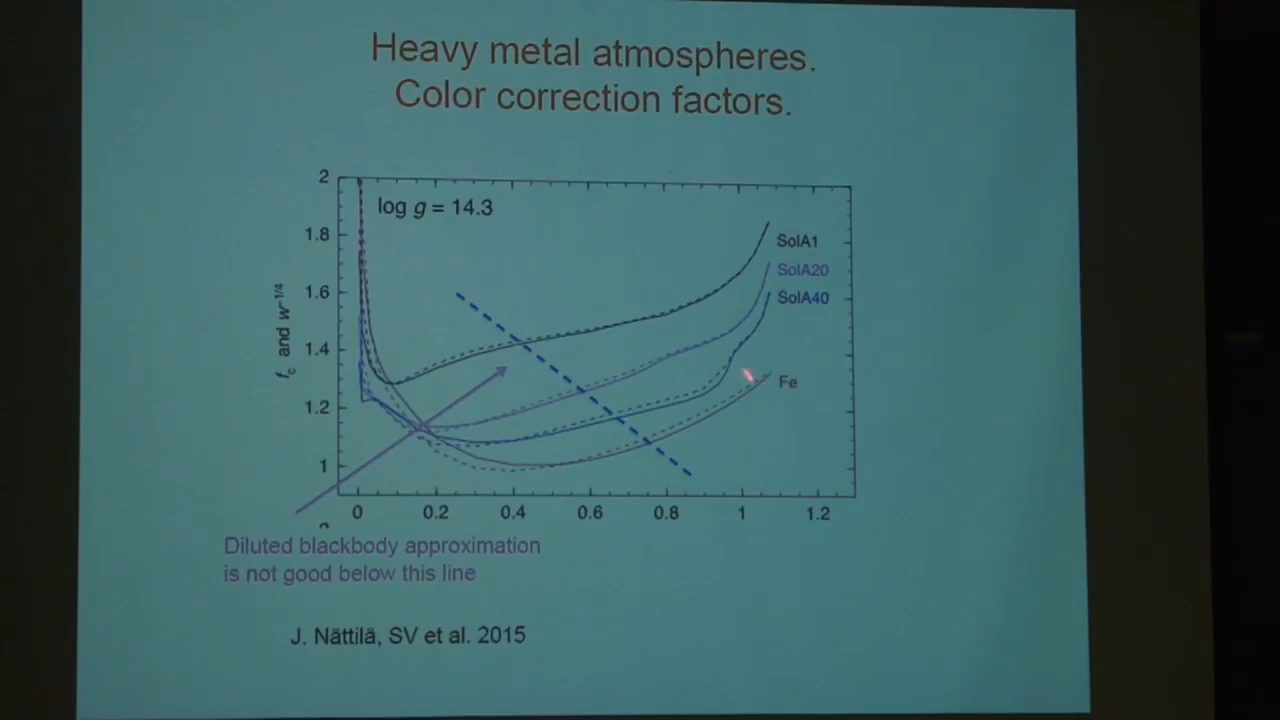 Heavy metal atmospheres.
Color correction factors.
2
log g = 14.3
1.8
SolA1
SolA20
1.6
SolA40
f_c and w^-1/4
1.4
Fe
1.2
1
0 0.2 0.4 0.6 0.8 1 1.2
Diluted blackbody approximation
is not good below this line
J. Nättilä, SV et al. 2015